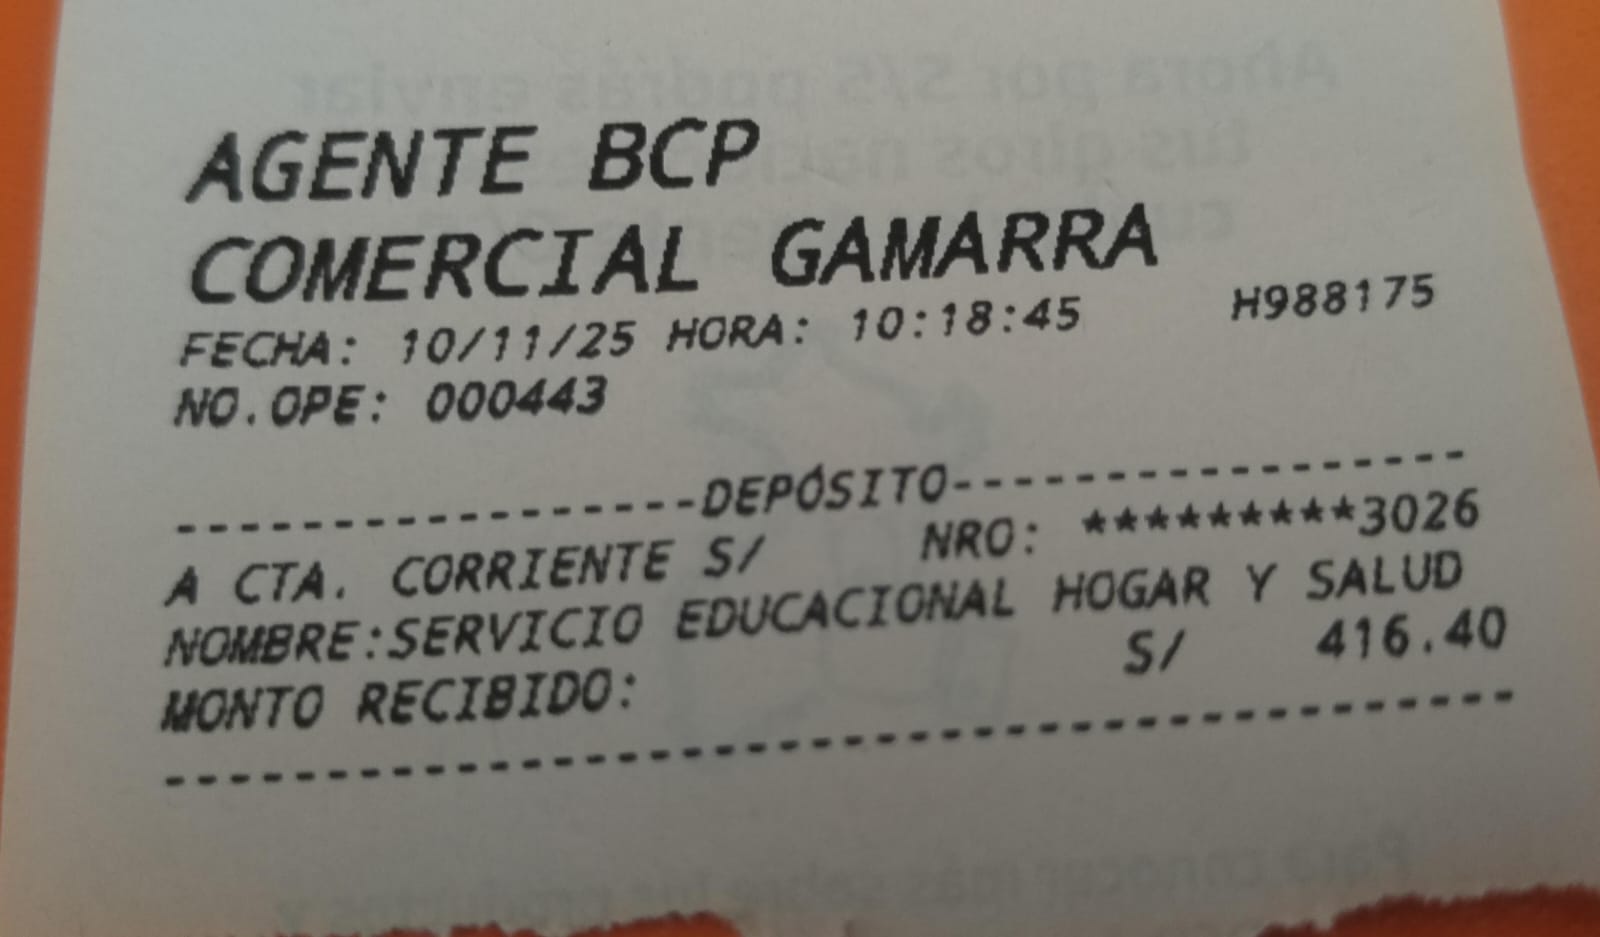 AGENTE BCP
COMERCIAL GAMARRA
FECHA: 10/11/25 HORA: 10:18:45 H988175
NO.OPE: 000443
-----------------DEPÓSITO-----------------
A CTA. CORRIENTE S/ NRO: *********3026
NOMBRE:SERVICIO EDUCACIONAL HOGAR Y SALUD
MONTO RECIBIDO: S/ 416.40
------------------------------------------